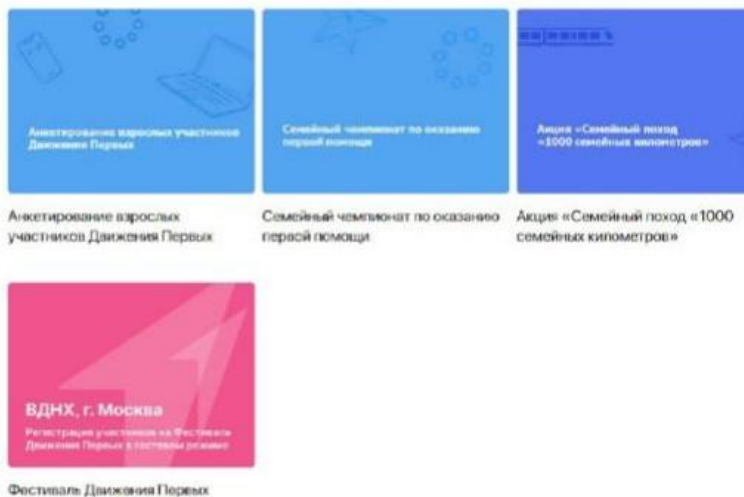 Анкетирование взрослых участников
Движения Первых
Семейный чемпионат по оказанию
первой помощи
Акция «Семейный поход
«1000 семейных километров»
Анкетирование взрослых
участников Движения Первых
Семейный чемпионат по оказанию
первой помощи
Акция «Семейный поход «1000
семейных километров»
ВДНХ, г. Москва
Регистрация участников на Фестиваль
Движения Первых в гостевом режиме
Фестиваль Движения Первых